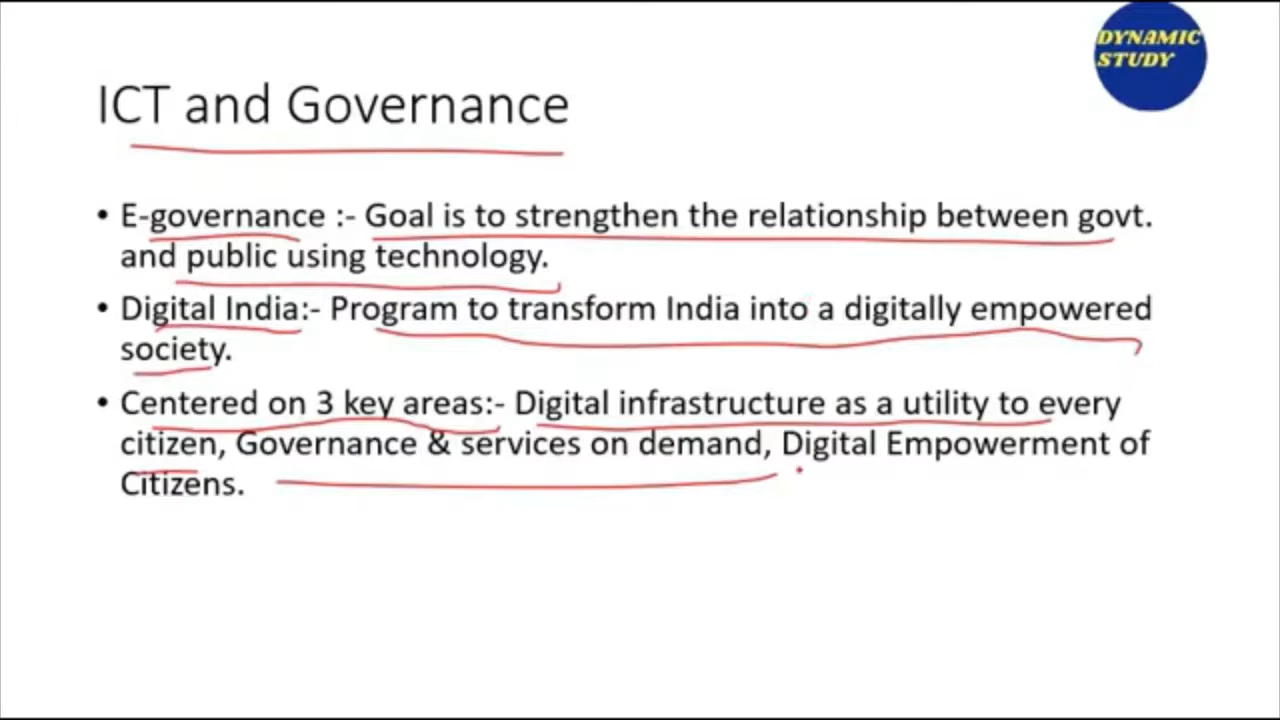 DYNAMIC
STUDY
ICT and Governance
• E-governance :- Goal is to strengthen the relationship between govt.
and public using technology.
• Digital India:- Program to transform India into a digitally empowered
society.
• Centered on 3 key areas:- Digital infrastructure as a utility to every
citizen, Governance & services on demand, Digital Empowerment of
Citizens.